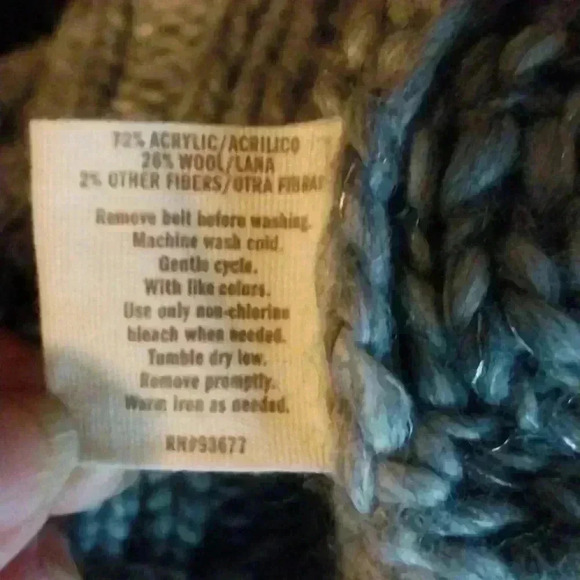 72% ACRYLIC/ACRILICO
26% WOOL/LANA
2% OTHER FIBERS/OTRA FIBRAS
Remove belt before washing.
Machine wash cold.
Gentle cycle.
With like colors.
Use only non-chlorine
bleach when needed.
Tumble dry low.
Remove promptly.
Warm iron as needed.
RN#93677